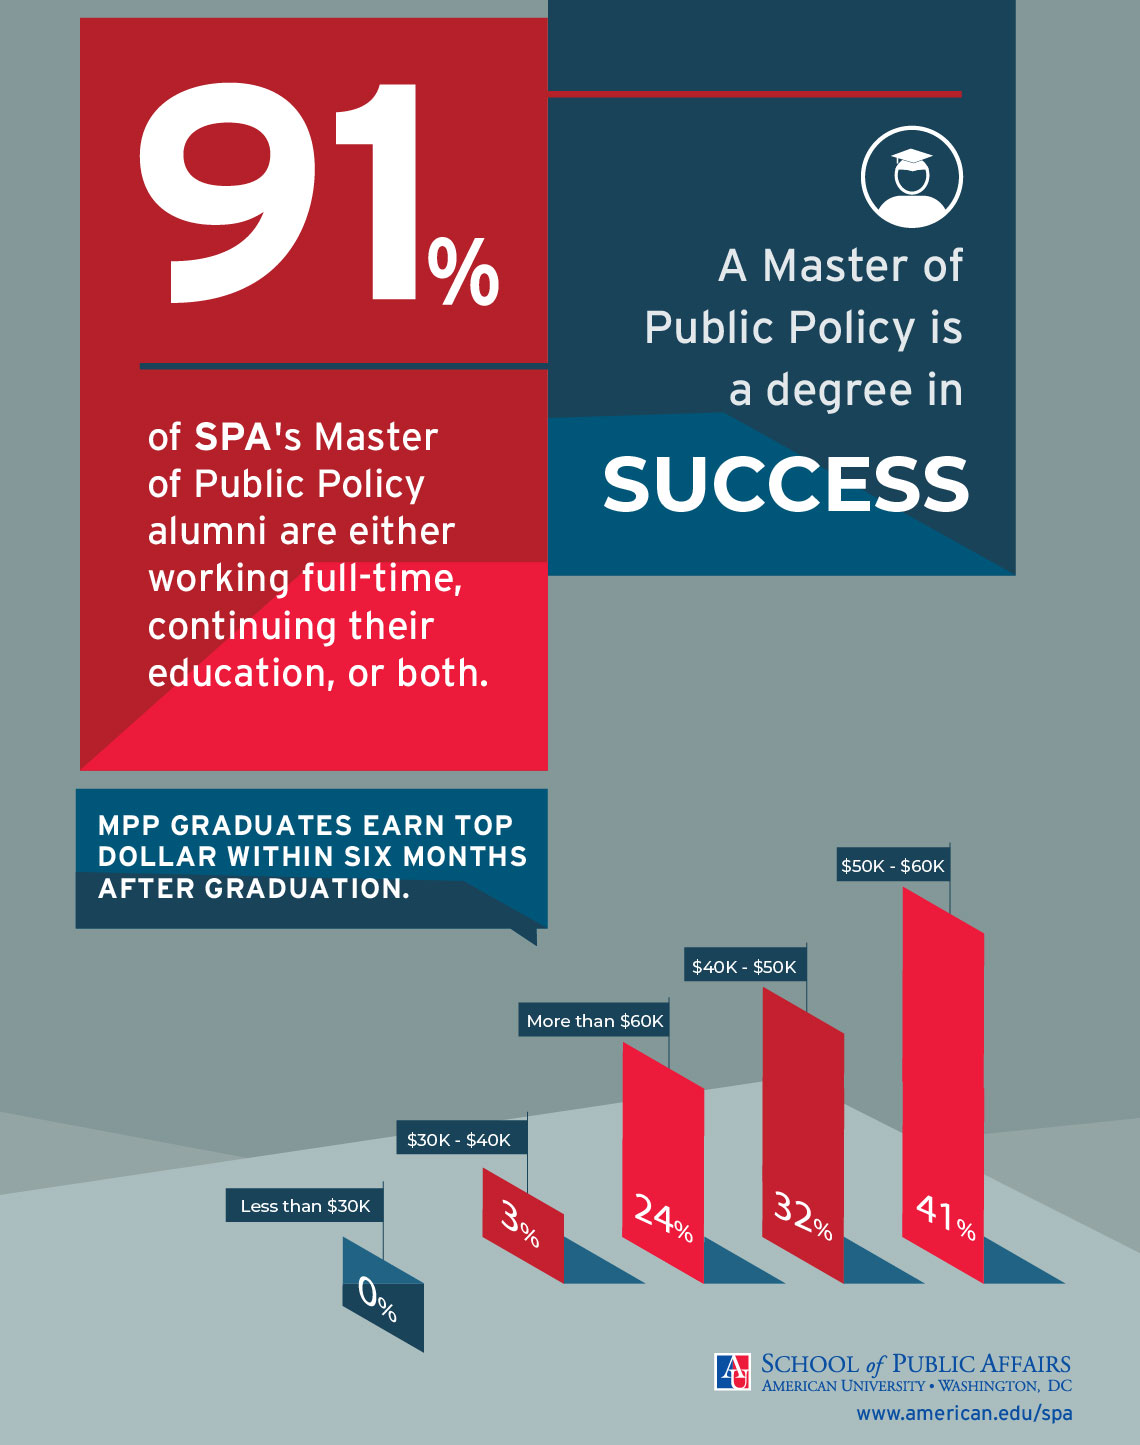 91%
of SPA's Master
of Public Policy
alumni are either
working full-time,
continuing their
education, or both.
A Master of
Public Policy is
a degree in
SUCCESS
MPP GRADUATES EARN TOP
DOLLAR WITHIN SIX MONTHS
AFTER GRADUATION.
Less than $30K
0%
$30K - $40K
3%
More than $60K
24%
$40K - $50K
32%
$50K - $60K
41%
AU
SCHOOL of PUBLIC AFFAIRS
AMERICAN UNIVERSITY • WASHINGTON, DC
www.american.edu/spa